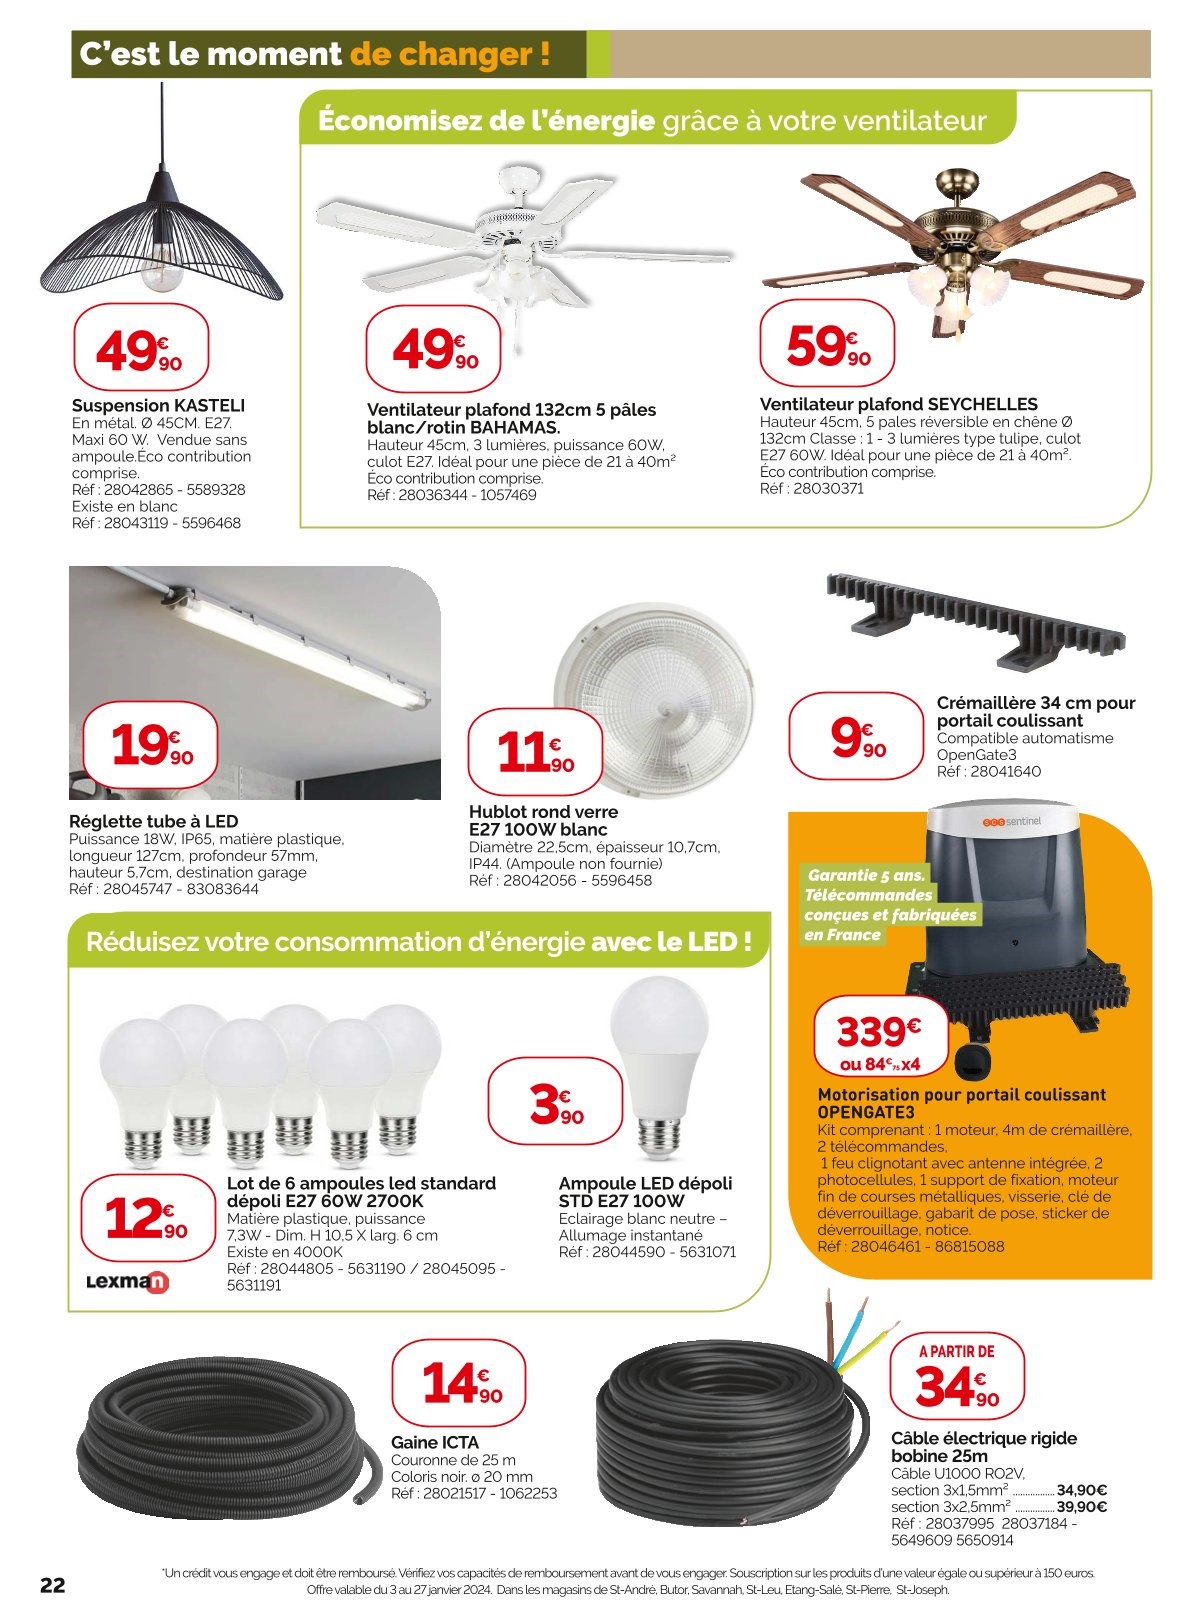 C'est le moment de changer !
Économisez de l'énergie grâce à votre ventilateur
49€90
Suspension KASTELI
En métal. Ø 45CM. E27.
Maxi 60 W.  Vendue sans
ampoule.Éco contribution
comprise.
Réf : 28042865 - 5589328
Existe en blanc
Réf : 28043119 - 5596468
49€90
Ventilateur plafond 132cm 5 pâles
blanc/rotin BAHAMAS.
Hauteur 45cm, 3 lumières, puissance 60W,
culot E27. Idéal pour une pièce de 21 à 40m²
Éco contribution comprise.
Réf : 28036344 - 1057469
59€90
Ventilateur plafond SEYCHELLES
Hauteur 45cm, 5 pales réversible en chêne Ø
132cm Classe : 1 - 3 lumières type tulipe, culot
E27 60W. Idéal pour une pièce de 21 à 40m².
Éco contribution comprise.
Réf : 28030371
19€90
Réglette tube à LED
Puissance 18W, IP65, matière plastique,
longueur 127cm, profondeur 57mm,
hauteur 5,7cm, destination garage
Réf : 28045747 - 83083644
11€90
Hublot rond verre
E27 100W blanc
Diamètre 22,5cm, épaisseur 10,7cm,
IP44. (Ampoule non fournie)
Réf : 28042056 - 5596458
9€90
Crémaillère 34 cm pour
portail coulissant
Compatible automatisme
OpenGate3
Réf : 28041640
scs sentinel
Garantie 5 ans.
Télécommandes
conçues et fabriquées
en France
339€
ou 84€75x4
Motorisation pour portail coulissant
OPENGATE3
Kit comprenant : 1 moteur, 4m de crémaillère,
2 télécommandes,
1 feu clignotant avec antenne intégrée, 2
photocellules, 1 support de fixation, moteur
fin de courses métalliques, visserie, clé de
déverrouillage, gabarit de pose, sticker de
déverrouillage, notice.
Réf : 28046461 - 86815088
Réduisez votre consommation d'énergie avec le LED !
12€90
Lexman
Lot de 6 ampoules led standard
dépoli E27 60W 2700K
Matière plastique, puissance
7,3W - Dim. H 10,5 X larg. 6 cm
Existe en 4000K
Réf : 28044805 - 5631190 / 28045095 -
5631191
3€90
Ampoule LED dépoli
STD E27 100W
Eclairage blanc neutre –
Allumage instantané
Réf : 28044590 - 5631071
14€90
Gaine ICTA
Couronne de 25 m
Coloris noir. ø 20 mm
Réf : 28021517 - 1062253
A PARTIR DE
34€90
Câble électrique rigide
bobine 25m
Câble U1000 RO2V,
section 3x1,5mm² ................ 34,90€
section 3x2,5mm² ............... 39,90€
Réf : 28037995  28037184 -
5649609 5650914
22
*Un crédit vous engage et doit être remboursé. Vérifiez vos capacités de remboursement avant de vous engager. Souscription sur les produits d'une valeur égale ou supérieur à 150 euros.
Offre valable du 3 au 27 janvier 2024.  Dans les magasins de St-André, Butor, Savannah, St-Leu, Etang-Salé, St-Pierre,  St-Joseph.